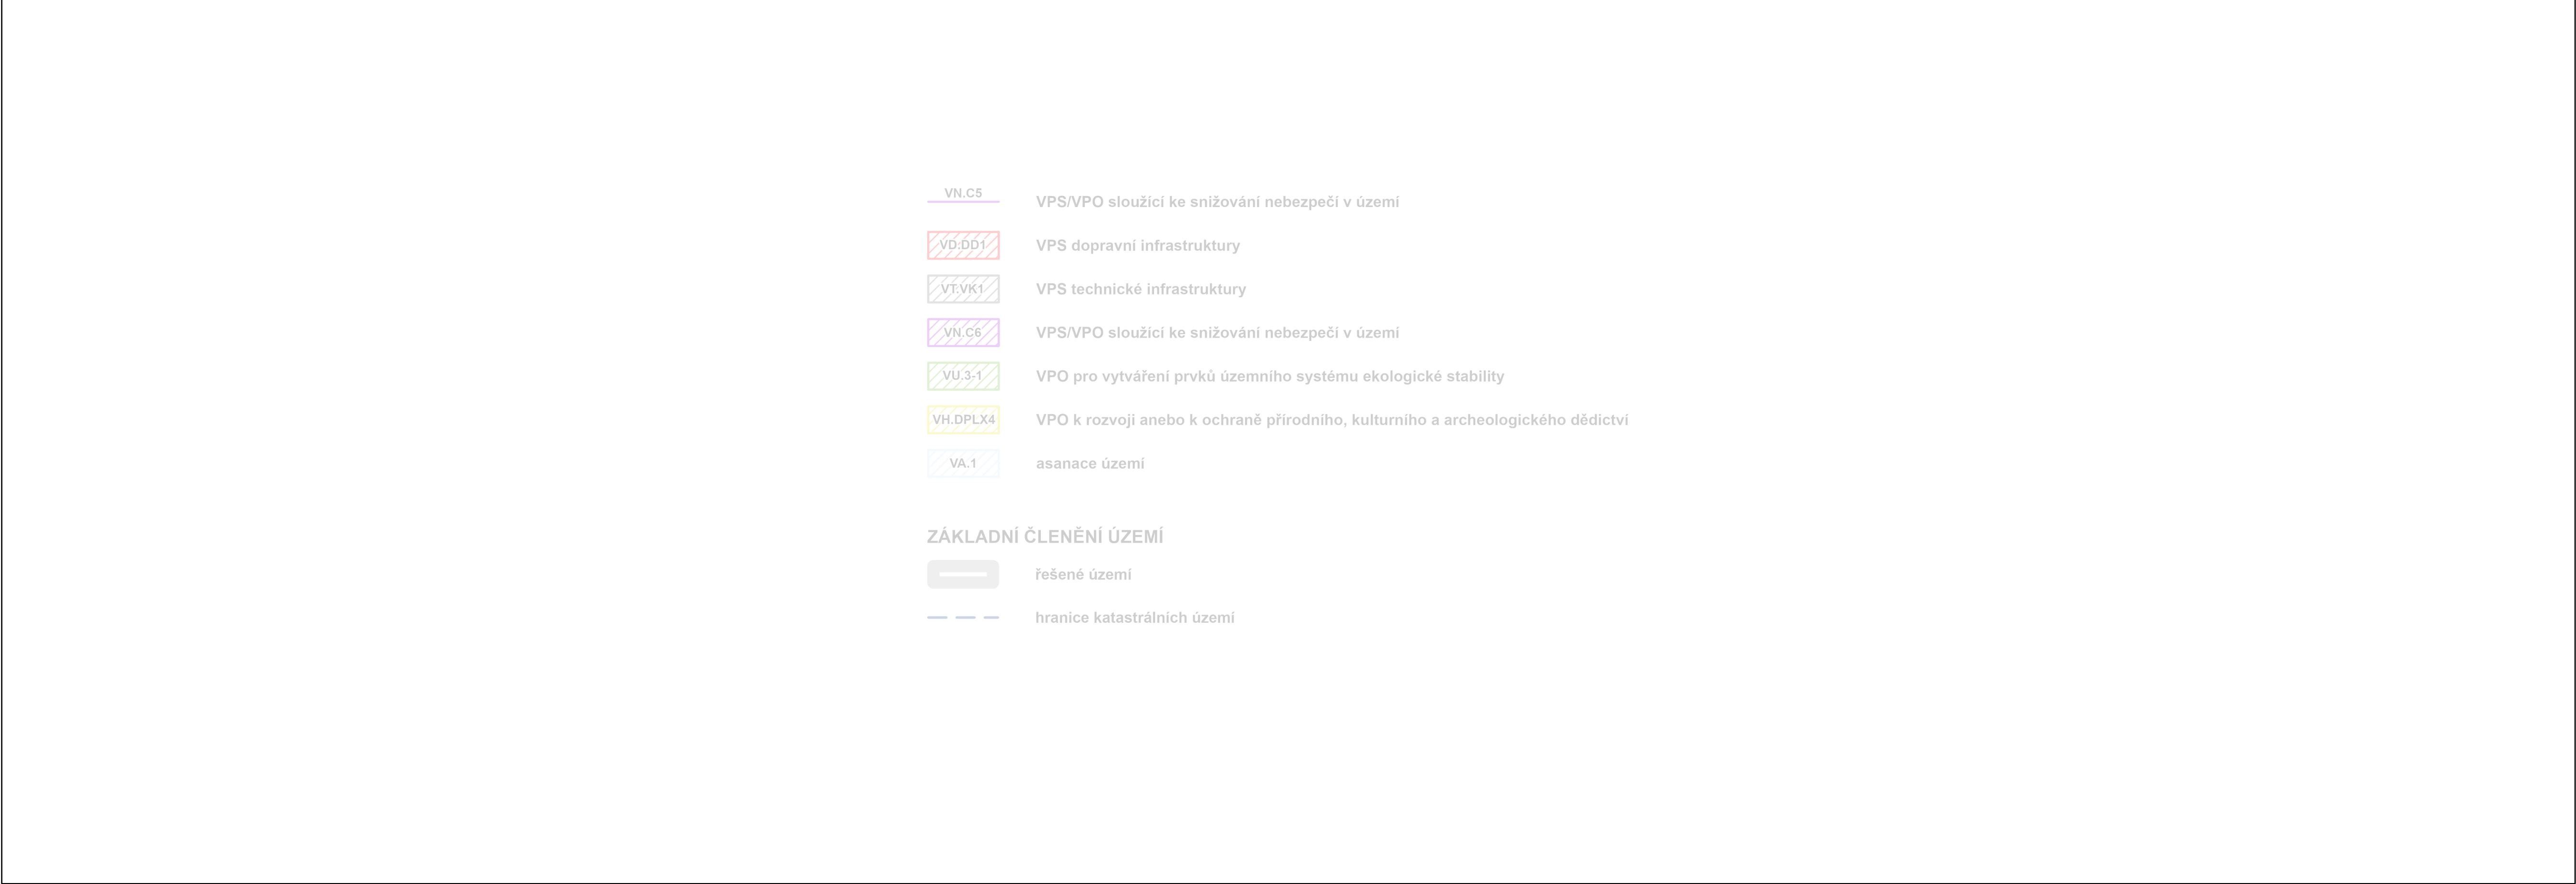 VN.C5 VPS/VPO sloužící ke snižování nebezpečí v území
VD.DD1 VPS dopravní infrastruktury
VT.VK1 VPS technické infrastruktury
VN.C6 VPS/VPO sloužící ke snižování nebezpečí v území
VU.3-1 VPO pro vytváření prvků územního systému ekologické stability
VH.DPLX4 VPO k rozvoji anebo k ochraně přírodního, kulturního a archeologického dědictví
VA.1 asanace území
ZÁKLADNÍ ČLENĚNÍ ÚZEMÍ
řešené území
hranice katastrálních území